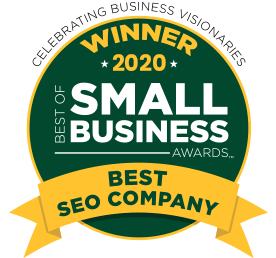 CELEBRATING BUSINESS VISIONARIES
WINNER
★ 2020 ★
BEST OF
SMALL
BUSINESS
AWARDS
BEST
SEO COMPANY